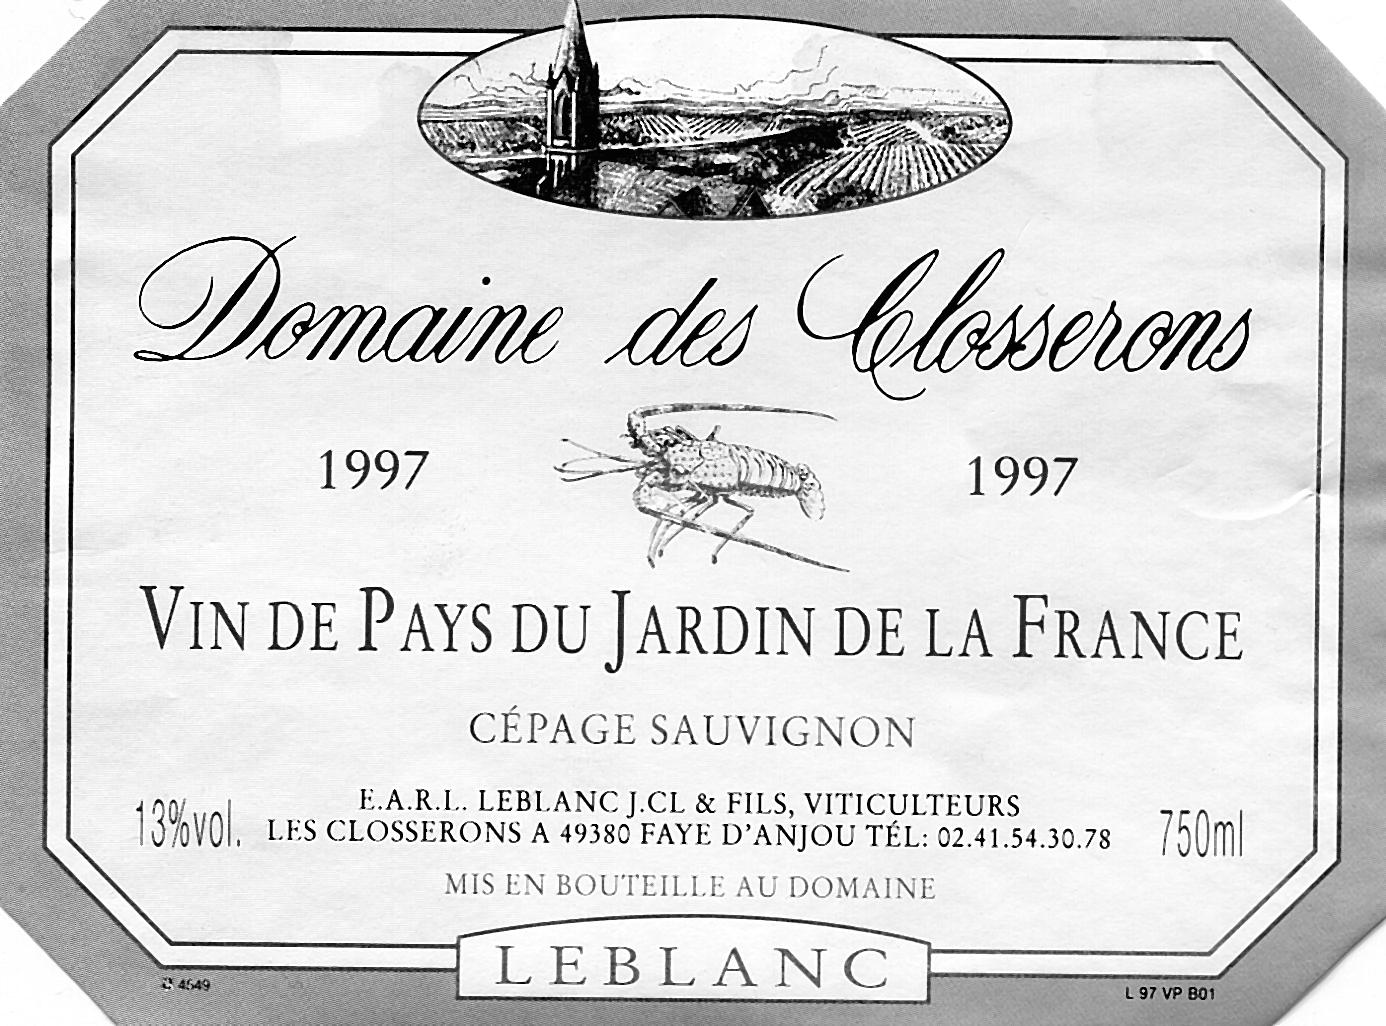 Domaine des Closserons
1997 1997
VIN DE PAYS DU JARDIN DE LA FRANCE
CÉPAGE SAUVIGNON
E.A.R.L. LEBLANC J.CL & FILS, VITICULTEURS
13%vol. LES CLOSSERONS A 49380 FAYE D'ANJOU TÉL: 02.41.54.30.78 750ml
MIS EN BOUTEILLE AU DOMAINE
LEBLANC
4549 L 97 VP B01